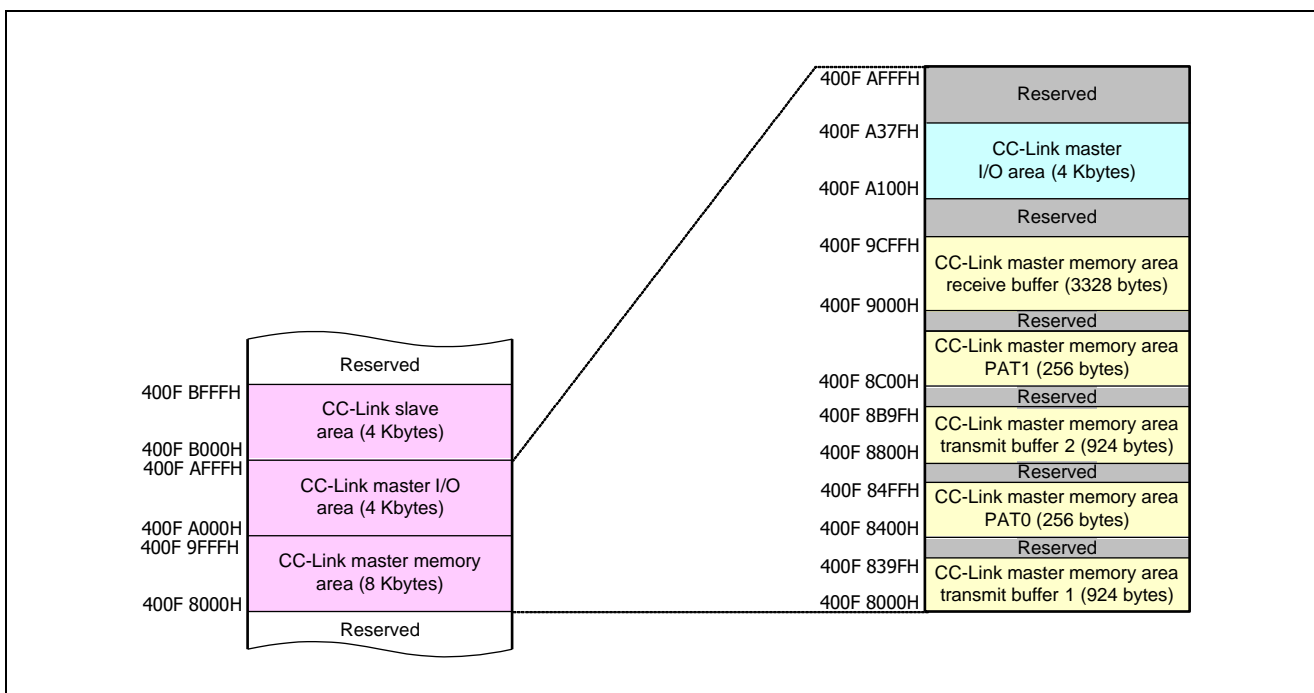 400F AFFFH
Reserved
400F A37FH
CC-Link master
I/O area (4 Kbytes)
400F A100H
Reserved
400F 9CFFH
CC-Link master memory area
receive buffer (3328 bytes)
400F 9000H
Reserved
CC-Link master memory area
PAT1 (256 bytes)
400F 8C00H
Reserved
400F 8B9FH
CC-Link master memory area
transmit buffer 2 (924 bytes)
400F 8800H
Reserved
400F 84FFH
CC-Link master memory area
PAT0 (256 bytes)
400F 8400H
Reserved
400F 839FH
CC-Link master memory area
transmit buffer 1 (924 bytes)
400F 8000H
Reserved
400F BFFFH
CC-Link slave
area (4 Kbytes)
400F B000H
400F AFFFH
CC-Link master I/O
area (4 Kbytes)
400F A000H
400F 9FFFH
CC-Link master memory
area (8 Kbytes)
400F 8000H
Reserved